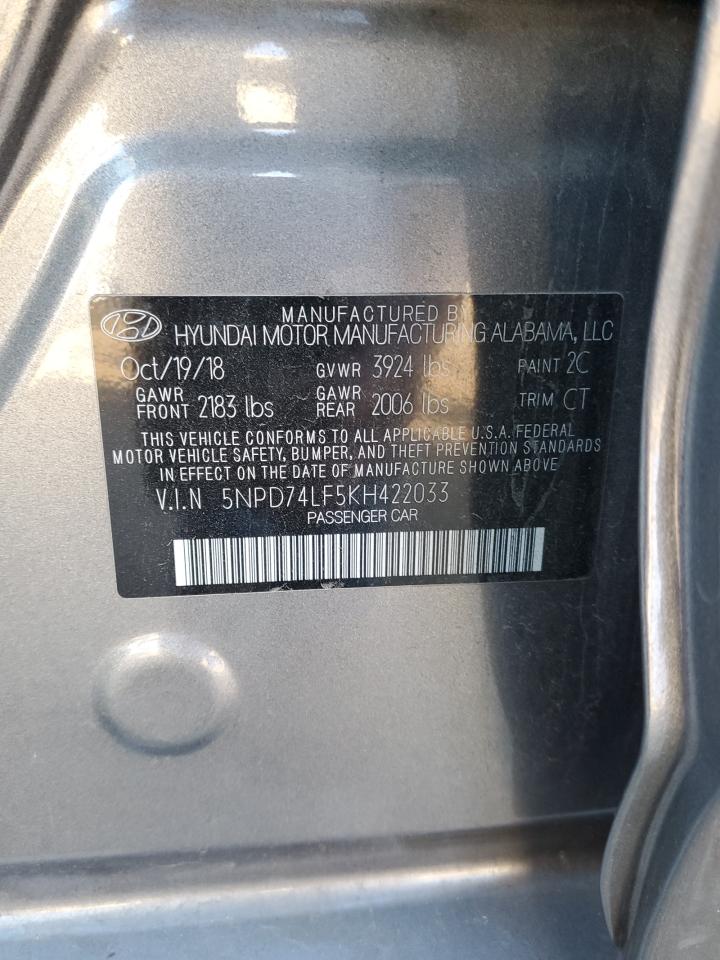 MANUFACTURED BY
HYUNDAI MOTOR MANUFACTURING ALABAMA, LLC
Oct/19/18 GVWR 3924 lbs PAINT 2C
GAWR FRONT 2183 lbs GAWR REAR 2006 lbs TRIM CT
THIS VEHICLE CONFORMS TO ALL APPLICABLE U.S.A. FEDERAL
MOTOR VEHICLE SAFETY, BUMPER, AND THEFT PREVENTION STANDARDS
IN EFFECT ON THE DATE OF MANUFACTURE SHOWN ABOVE
V.I.N 5NPD74LF5KH422033
PASSENGER CAR